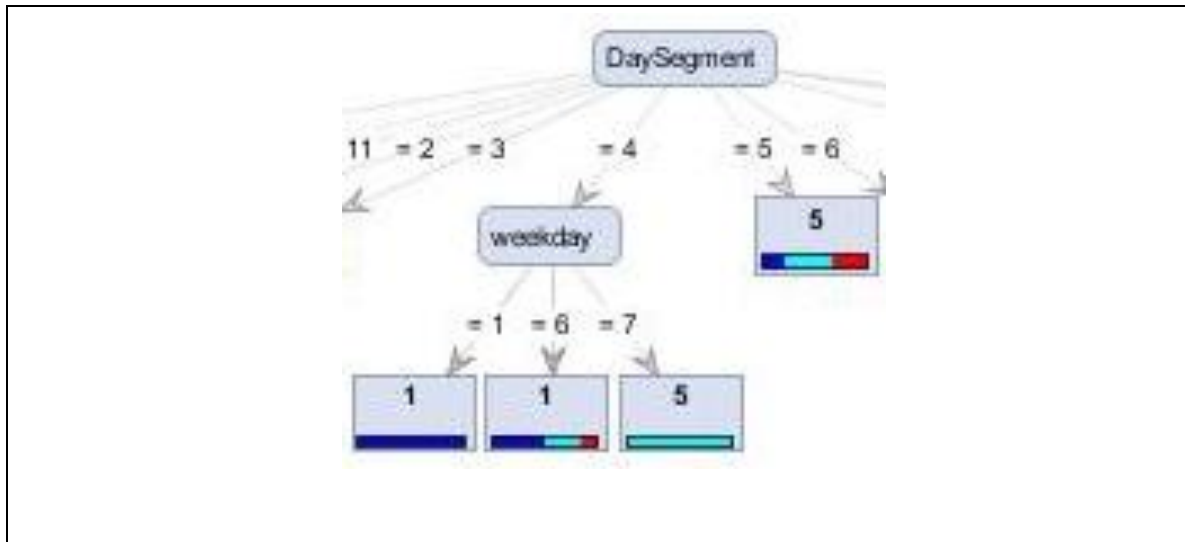 DaySegment
11 = 2 = 3 = 4 = 5 = 6
5
weekday
= 1 = 6 = 7
1 1 5